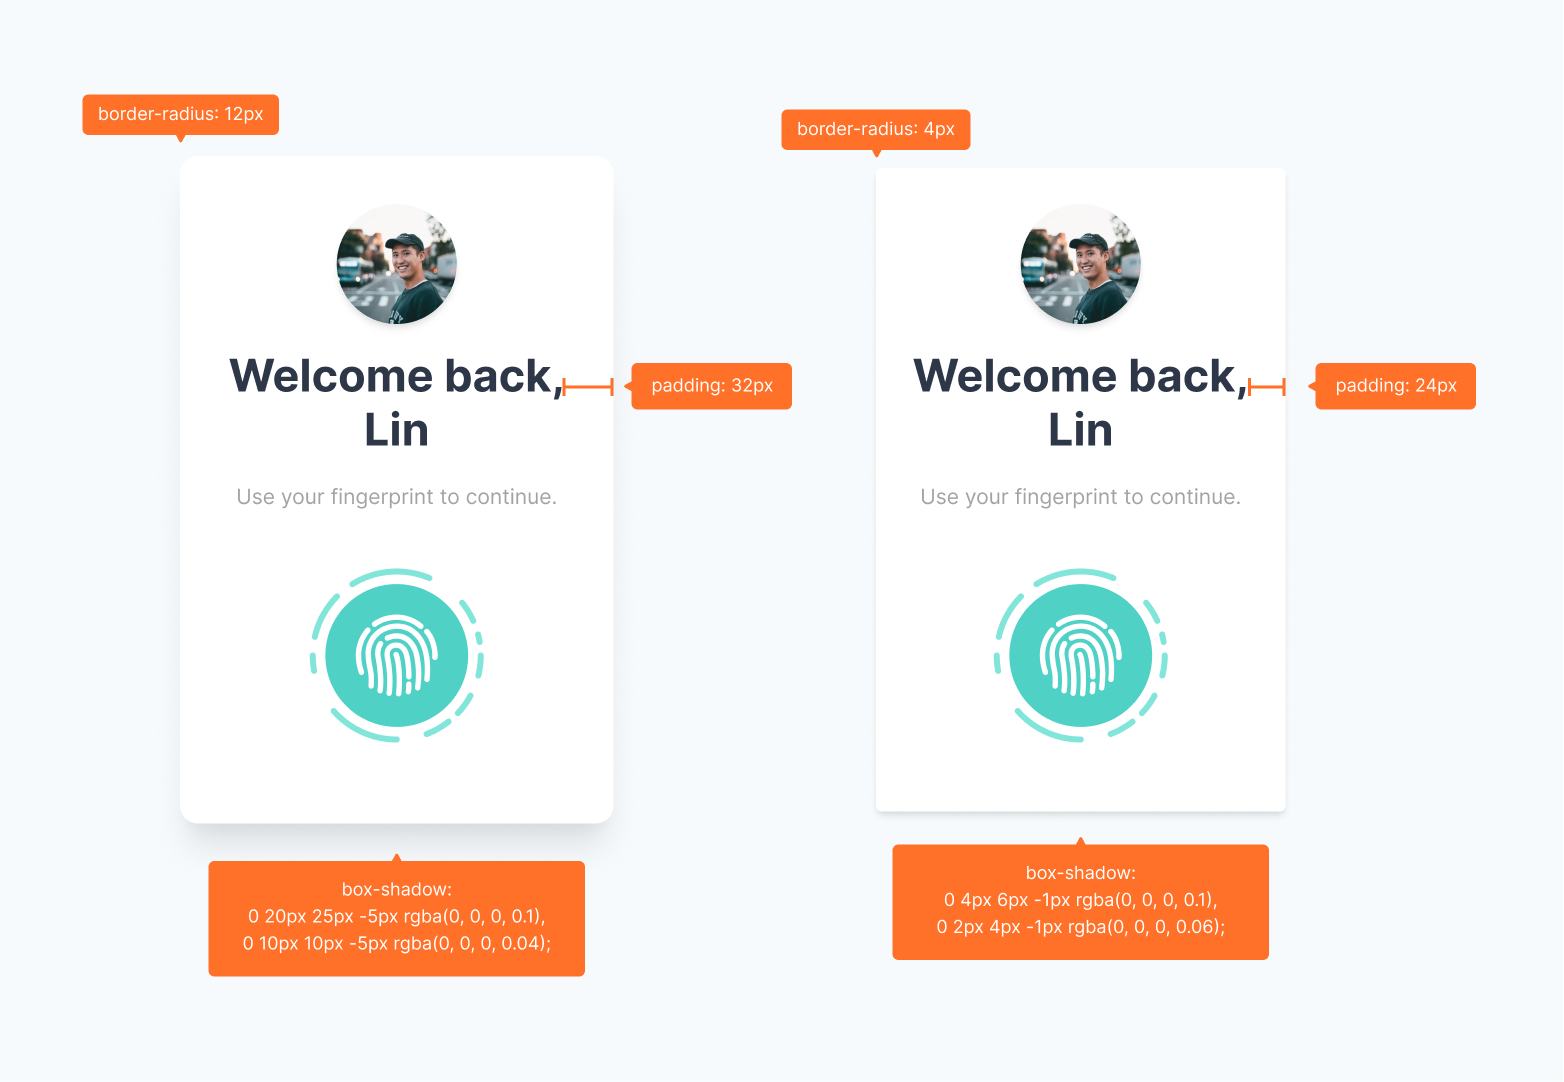 border-radius: 12px
Welcome back,
Lin
padding: 32px
Use your fingerprint to continue.
box-shadow:
0 20px 25px -5px rgba(0, 0, 0, 0.1),
0 10px 10px -5px rgba(0, 0, 0, 0.04);
border-radius: 4px
Welcome back,
Lin
padding: 24px
Use your fingerprint to continue.
box-shadow:
0 4px 6px -1px rgba(0, 0, 0, 0.1),
0 2px 4px -1px rgba(0, 0, 0, 0.06);